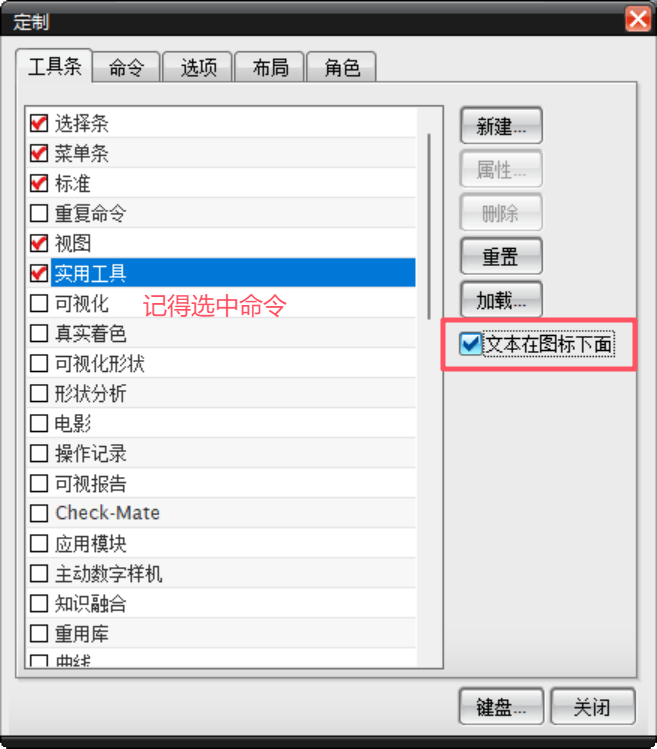 定制
工具条
命令
选项
布局
角色
选择条
菜单条
标准
重复命令
视图
实用工具
可视化
记得选中命令
真实着色
可视化形状
形状分析
电影
操作记录
可视报告
Check-Mate
应用模块
主动数字样机
知识融合
重用库
曲线
新建...
属性...
删除
重置
加载...
文本在图标下面
键盘...
关闭